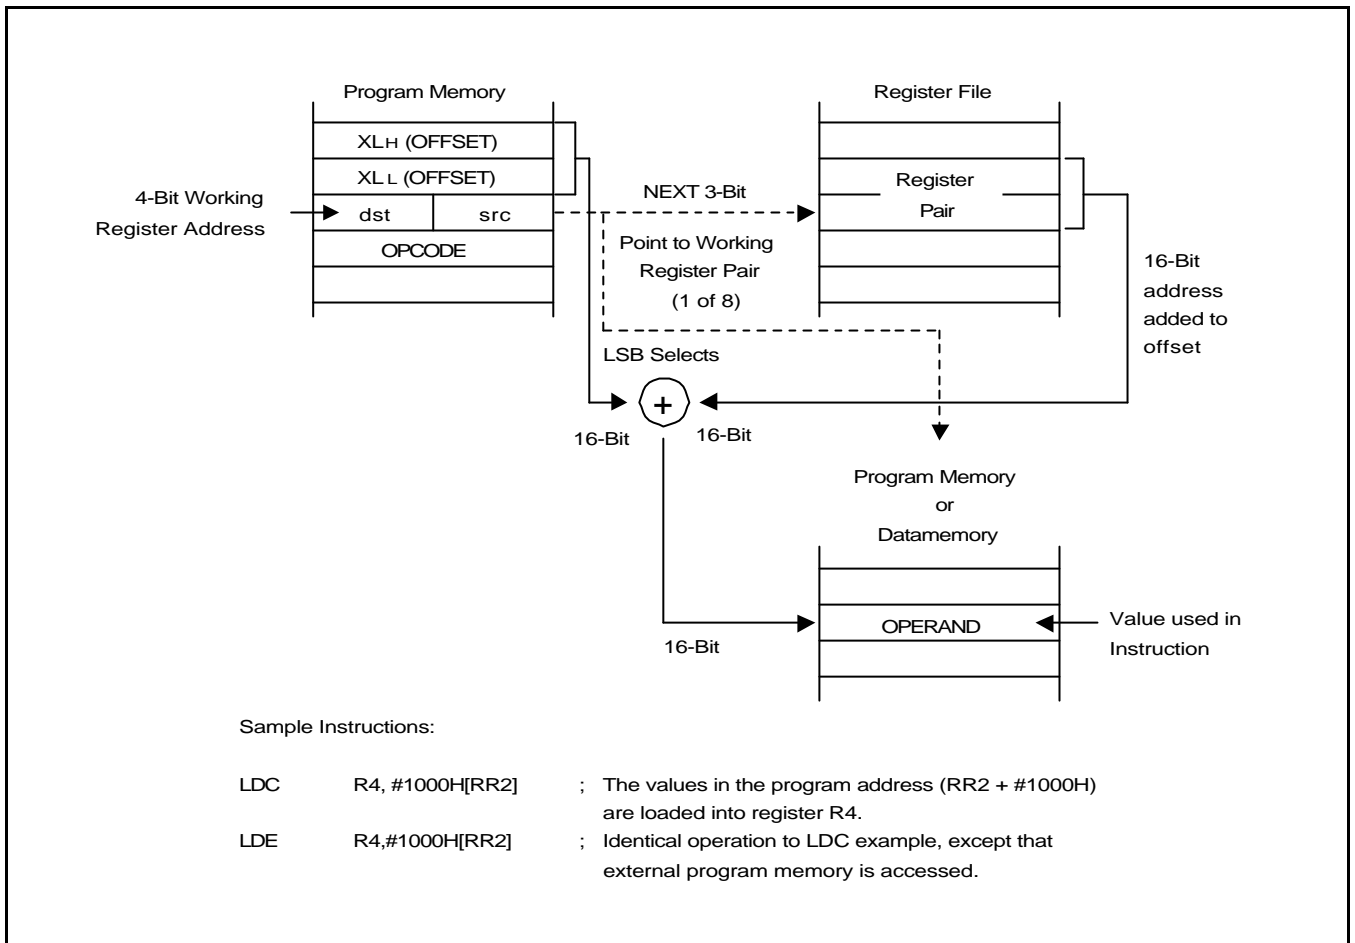 Program Memory
Register File
XLH (OFFSET)
XLL (OFFSET)
4-Bit Working
Register Address
dst
src
OPCODE
NEXT 3-Bit
Point to Working
Register Pair
(1 of 8)
Register
Pair
16-Bit
address
added to
offset
LSB Selects
+
16-Bit
16-Bit
Program Memory
or
Datamemory
16-Bit
OPERAND
Value used in
Instruction
Sample Instructions:
LDC R4, #1000H[RR2] ; The values in the program address (RR2 + #1000H)
are loaded into register R4.
LDE R4,#1000H[RR2] ; Identical operation to LDC example, except that
external program memory is accessed.